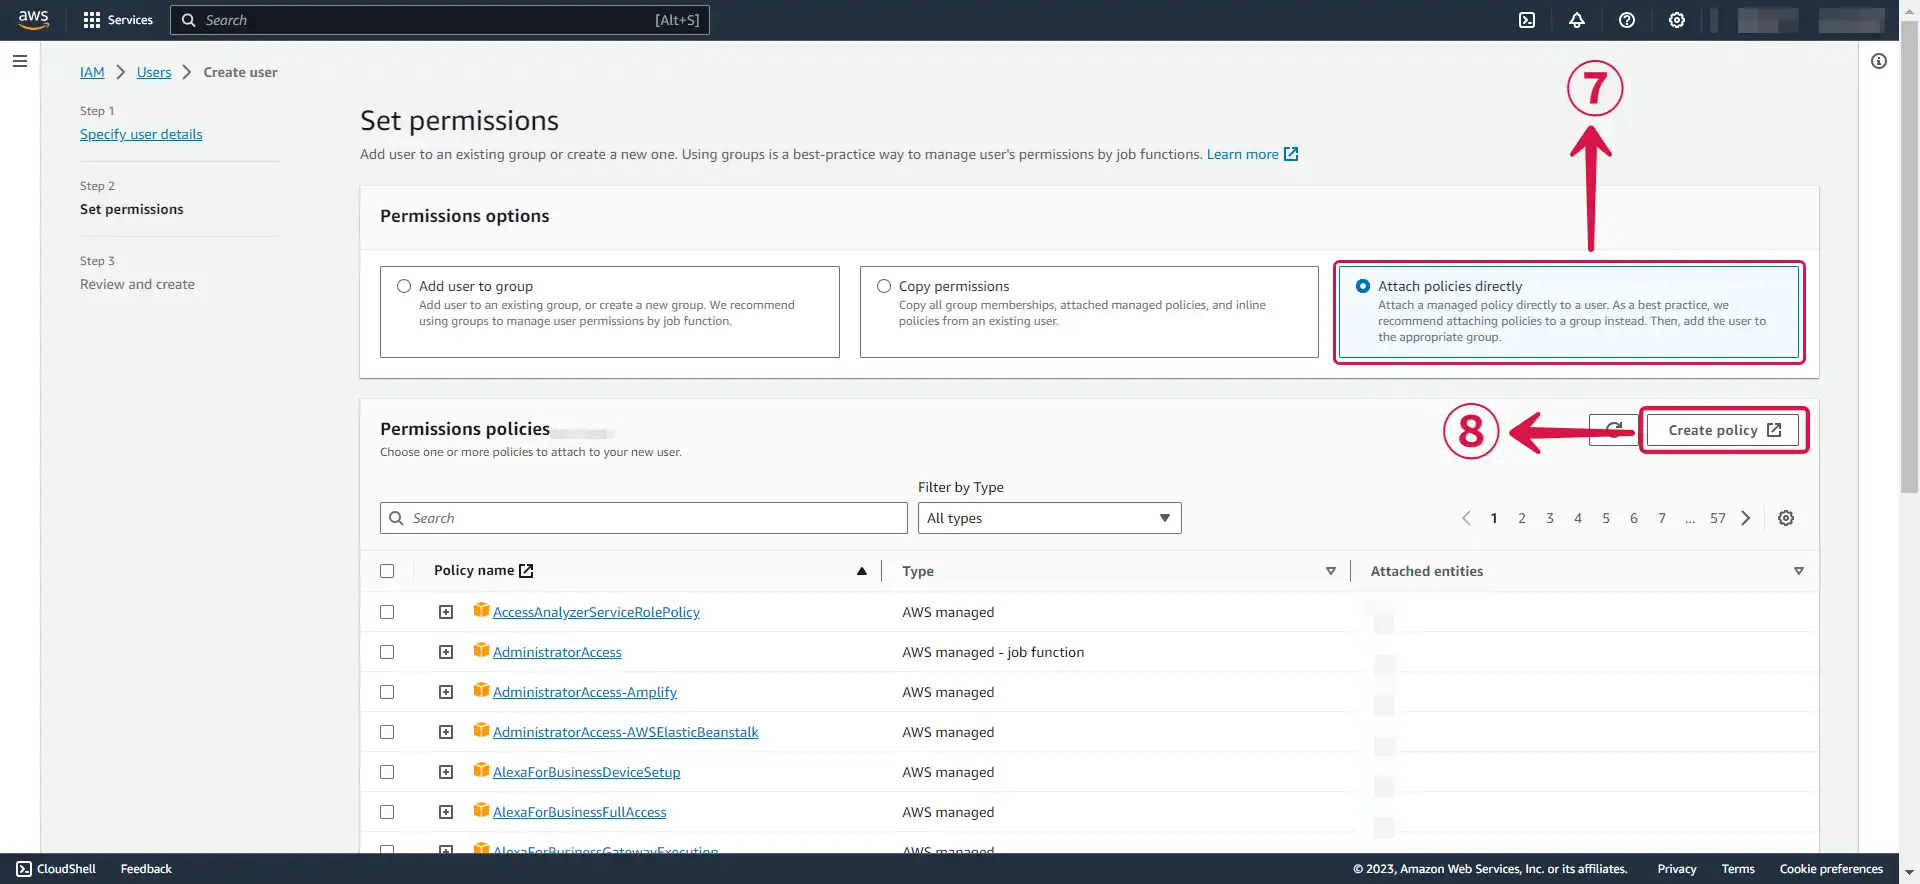 aws
Services
Search
[Alt+S]
IAM > Users > Create user
Step 1
Specify user details
Step 2
Set permissions
Step 3
Review and create
Set permissions
Add user to an existing group or create a new one. Using groups is a best-practice way to manage user's permissions by job functions. Learn more
7
Permissions options
Add user to group
Add user to an existing group, or create a new group. We recommend
using groups to manage user permissions by job function.
Copy permissions
Copy all group memberships, attached managed policies, and inline
policies from an existing user.
Attach policies directly
Attach a managed policy directly to a user. As a best practice, we
recommend attaching policies to a group instead. Then, add the user to
the appropriate group.
Permissions policies
Choose one or more policies to attach to your new user.
8
Create policy
Filter by Type
Search
All types
1 2 3 4 5 6 7 ... 57
Policy name Type Attached entities
AccessAnalyzerServiceRolePolicy AWS managed
AdministratorAccess AWS managed - job function
AdministratorAccess-Amplify AWS managed
AdministratorAccess-AWSElasticBeanstalk AWS managed
AlexaForBusinessDeviceSetup AWS managed
AlexaForBusinessFullAccess AWS managed
AlexaForBusinessGatewayExecution AWS managed
CloudShell Feedback © 2023, Amazon Web Services, Inc. or its affiliates. Privacy Terms Cookie preferences